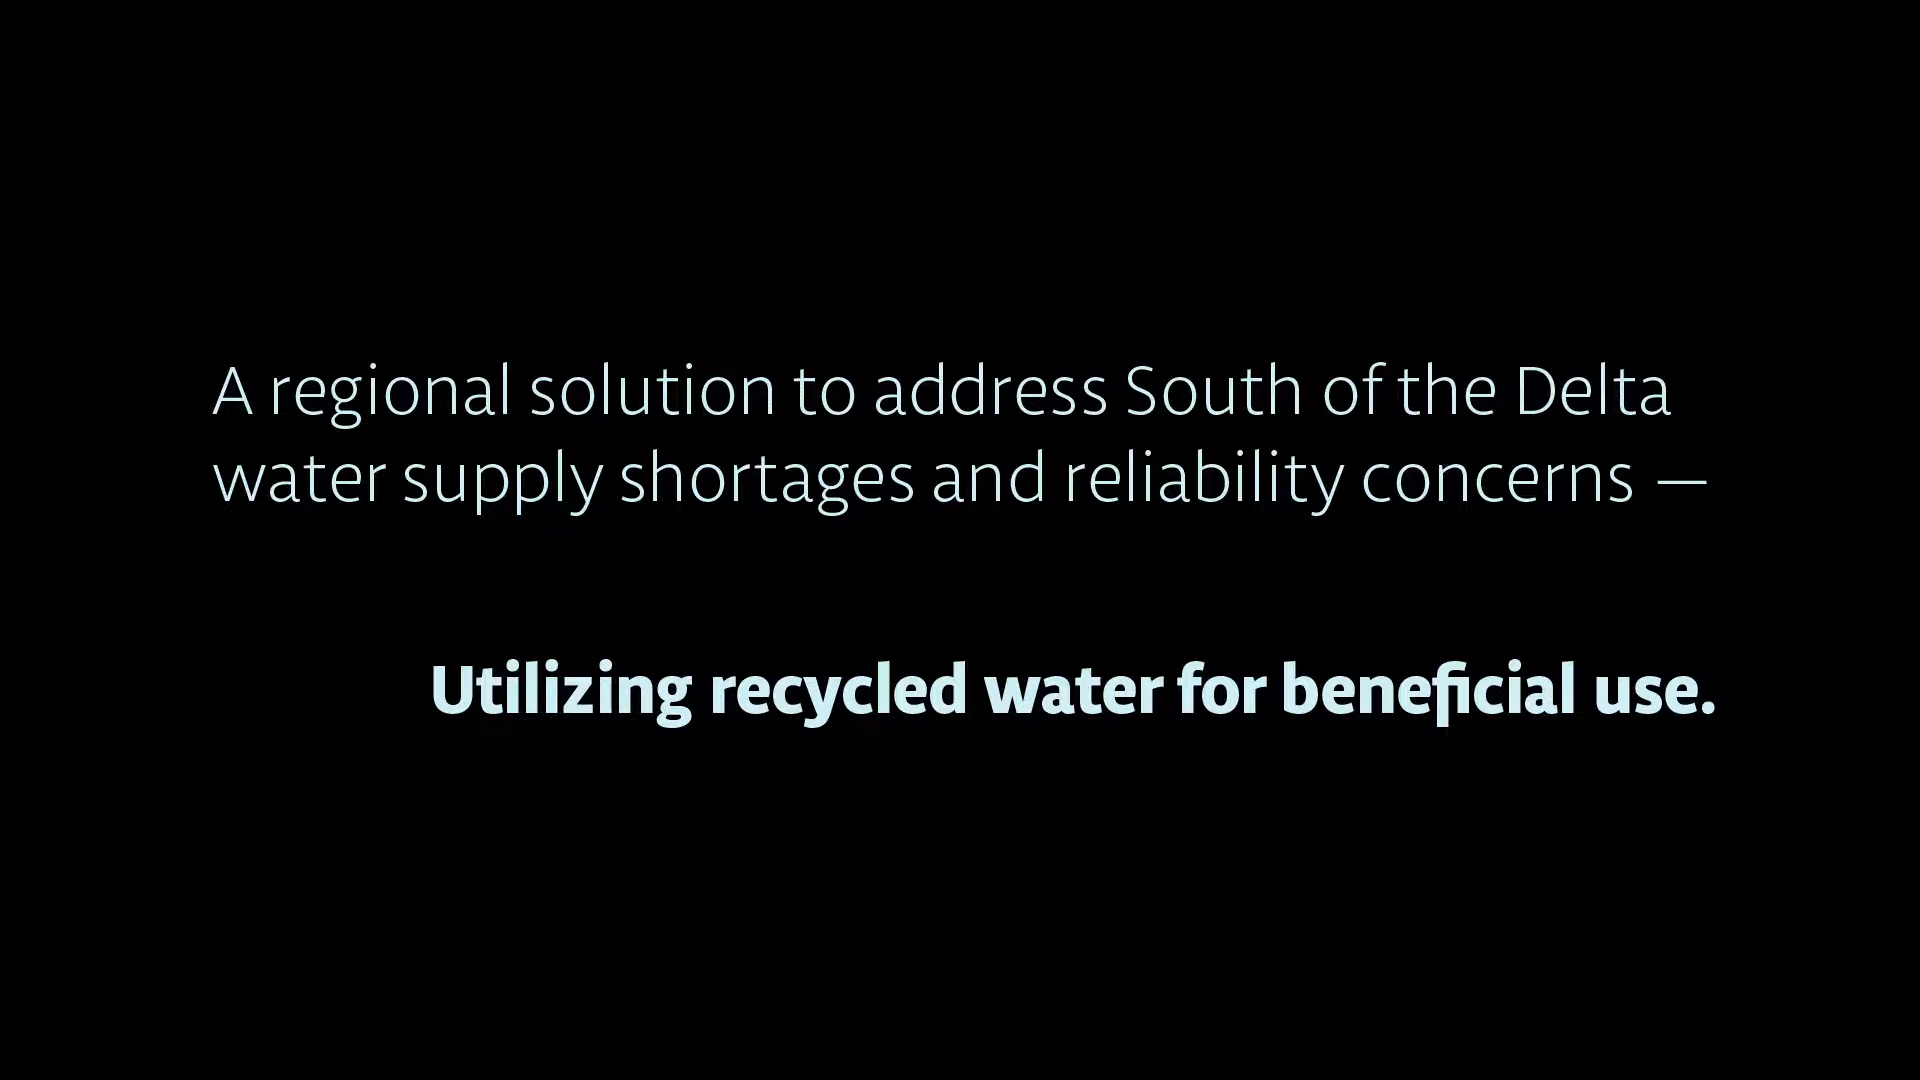 A regional solution to address South of the Delta
water supply shortages and reliability concerns —
Utilizing recycled water for beneficial use.